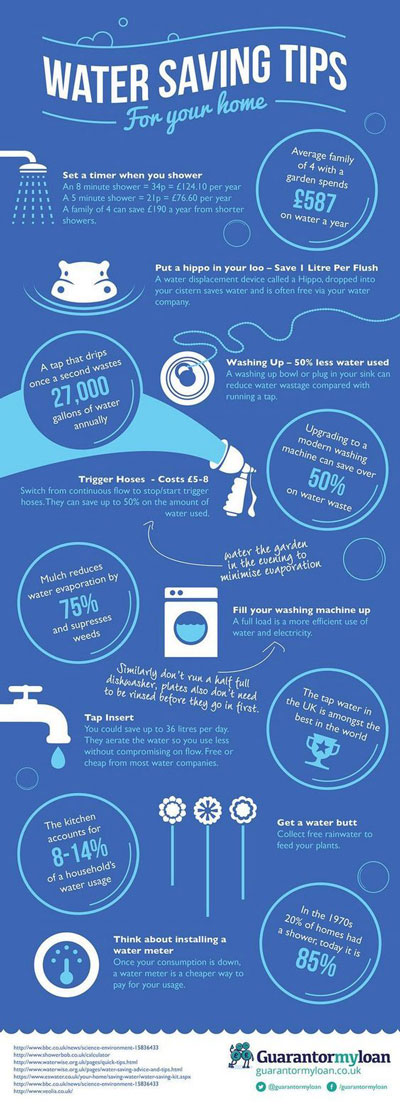 WATER SAVING TIPS
For your home
Set a timer when you shower
An 8 minute shower = 34p = £124.10 per year
A 5 minute shower = 21p = £76.60 per year
A family of 4 can save £190 a year from shorter
showers.
Average family
of 4 with a
garden spends
£587
on water a year
Put a hippo in your loo – Save 1 Litre Per Flush
A water displacement device called a Hippo, dropped into
your cistern saves water and is often free via your water
company.
A tap that drips
once a second wastes
27,000
gallons of water
annually
Washing Up – 50% less water used
A washing up bowl or plug in your sink can
reduce water wastage compared with
running a tap.
Upgrading to a
modern washing
machine can save over
50%
on water waste
Trigger Hoses - Costs £5-8
Switch from continuous flow to stop/start trigger
hoses. They can save up to 50% on the amount of
water used.
water the garden
in the evening to
minimise evaporation
Mulch reduces
water evaporation by
75%
and supresses
weeds
Fill your washing machine up
A full load is a more efficient use of
water and electricity.
Similarly don't run a half full
dishwasher, plates also don't need
to be rinsed before they go in first.
The tap water in
the UK is amongst the
best in the world
Tap Insert
You could save up to 36 litres per day.
They aerate the water so you use less
without compromising on flow. Free or
cheap from most water companies.
The kitchen
accounts for
8-14%
of a household's
water usage
Get a water butt
Collect free rainwater to
feed your plants.
In the 1970s
20% of homes had
a shower, today it is
85%
Think about installing a
water meter
Once your consumption is down,
a water meter is a cheaper way to
pay for your usage.
http://www.bbc.co.uk/news/science-environment-15836433
http://www.showerbob.co.uk/calculator
http://www.waterwise.org.uk/pages/quick-tips.html
http://www.waterwise.org.uk/pages/water-saving-advice-and-tips.html
https://www.eswater.co.uk/your-home/saving-water/water-saving-kit.aspx
http://www.bbc.co.uk/news/science-environment-15836433
http://www.veolia.co.uk/
Guarantormyloan
guarantormyloan.co.uk
@guarantormyloan
/guarantormyloan